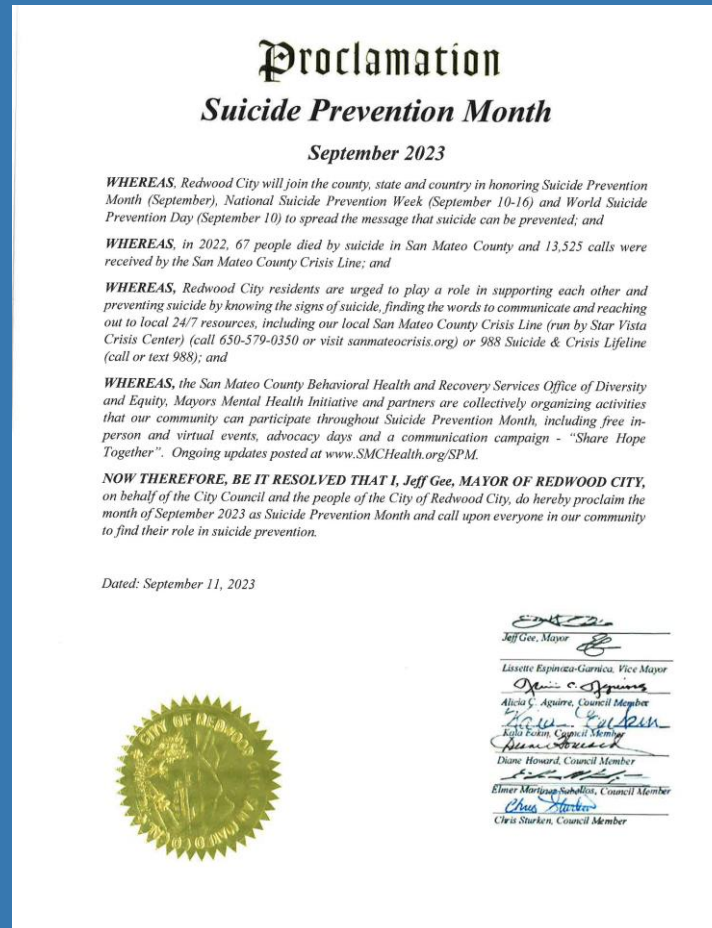 Proclamation
Suicide Prevention Month
September 2023
WHEREAS, Redwood City will join the county, state and country in honoring Suicide Prevention
Month (September), National Suicide Prevention Week (September 10-16) and World Suicide
Prevention Day (September 10) to spread the message that suicide can be prevented; and
WHEREAS, in 2022, 67 people died by suicide in San Mateo County and 13,525 calls were
received by the San Mateo County Crisis Line; and
WHEREAS, Redwood City residents are urged to play a role in supporting each other and
preventing suicide by knowing the signs of suicide, finding the words to communicate and reaching
out to local 24/7 resources, including our local San Mateo County Crisis Line (run by Star Vista
Crisis Center) (call 650-579-0350 or visit sanmateocrisis.org) or 988 Suicide & Crisis Lifeline
(call or text 988); and
WHEREAS, the San Mateo County Behavioral Health and Recovery Services Office of Diversity
and Equity, Mayors Mental Health Initiative and partners are collectively organizing activities
that our community can participate throughout Suicide Prevention Month, including free in-
person and virtual events, advocacy days and a communication campaign - “Share Hope
Together”. Ongoing updates posted at www.SMCHealth.org/SPM.
NOW THEREFORE, BE IT RESOLVED THAT I, Jeff Gee, MAYOR OF REDWOOD CITY,
on behalf of the City Council and the people of the City of Redwood City, do hereby proclaim the
month of September 2023 as Suicide Prevention Month and call upon everyone in our community
to find their role in suicide prevention.
Dated: September 11, 2023
Jeff Gee, Mayor
Lissette Espinoza-Garnica, Vice Mayor
Alicia C. Aguirre, Council Member
Council Member
Diane Howard, Council Member
Elmer Martinez Saballos, Council Member
Chris Sturken, Council Member
CITY OF REDWOOD CITY